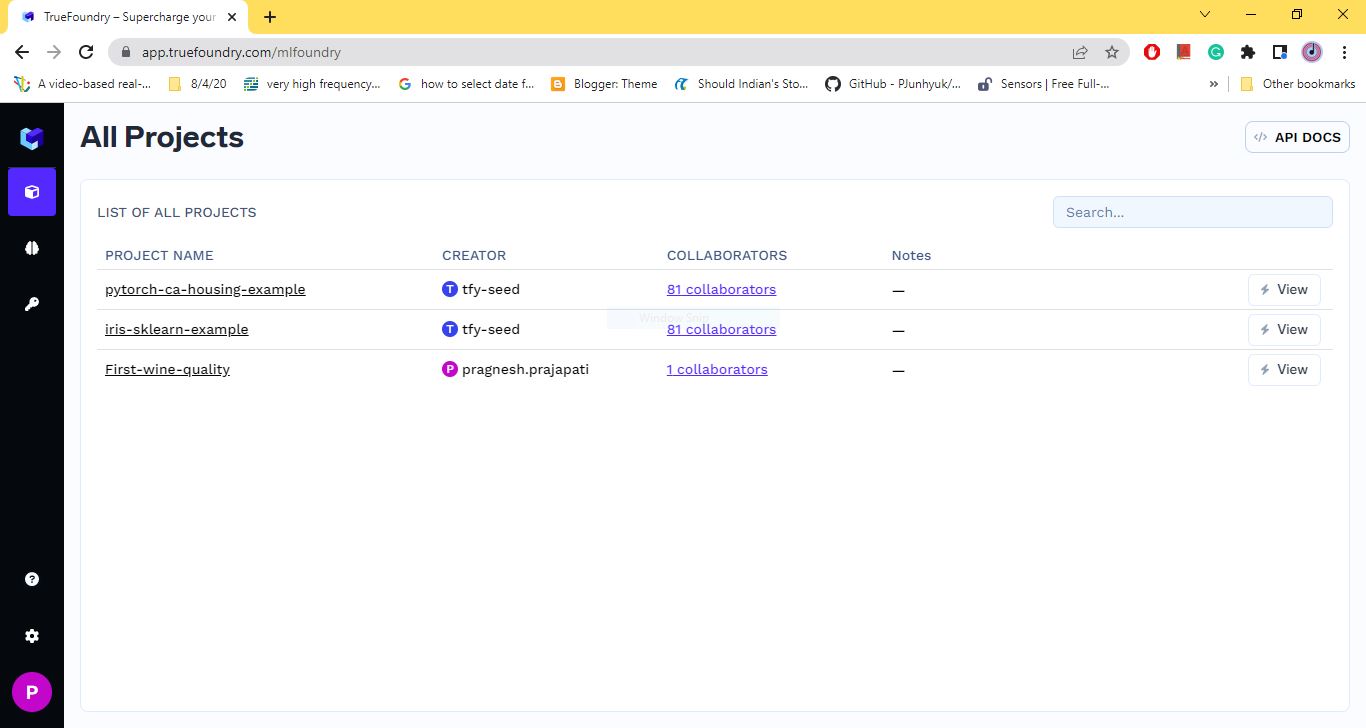 TrueFoundry – Supercharge your
app.truefoundry.com/mlfoundry
A video-based real-... 8/4/20 very high frequency... how to select date f... Blogger: Theme Should Indian's Sto... GitHub - PJunhyuk/... Sensors | Free Full-... » Other bookmarks
All Projects
</> API DOCS
LIST OF ALL PROJECTS
Search...
PROJECT NAME CREATOR COLLABORATORS Notes
pytorch-ca-housing-example T tfy-seed 81 collaborators — View
Window Snip
iris-sklearn-example T tfy-seed 81 collaborators — View
First-wine-quality P pragnesh.prajapati 1 collaborators — View
?
P